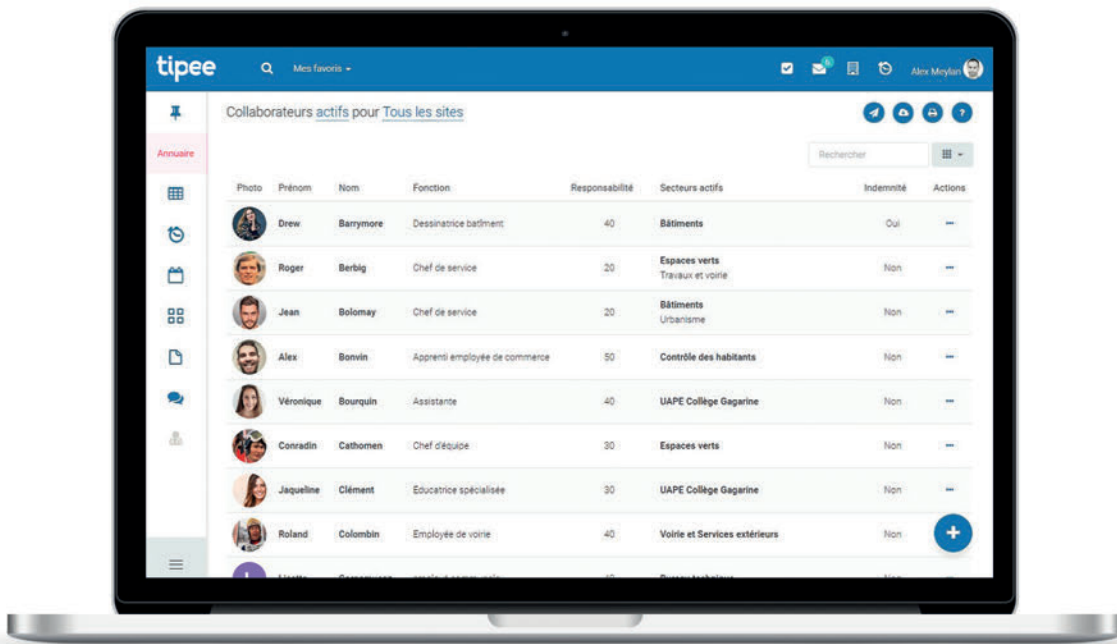 tipee Mes favoris Alex Meylan
Collaborateurs actifs pour Tous les sites
?
Annuaire
Rechercher
Photo Prénom Nom Fonction Responsabilité Secteurs actifs Indemnité Actions
Drew Barrymore Dessinatrice batîment 40 Bâtiments Oui
Roger Berbig Chef de service 20 Espaces verts Non
Travaux et voirie
Jean Bolomay Chef de service 20 Bâtiments Non
Urbanisme
Alex Bonvin Apprenti employée de commerce 50 Contrôle des habitants Non
Véronique Bourquin Assistante 40 UAPE Collège Gagarine Non
Conradin Cathomen Chef d'équipe 30 Espaces verts Non
Jaqueline Clément Éducatrice spécialisée 30 UAPE Collège Gagarine Non
Roland Colombin Employée de voirie 40 Voirie et Services extérieurs Non